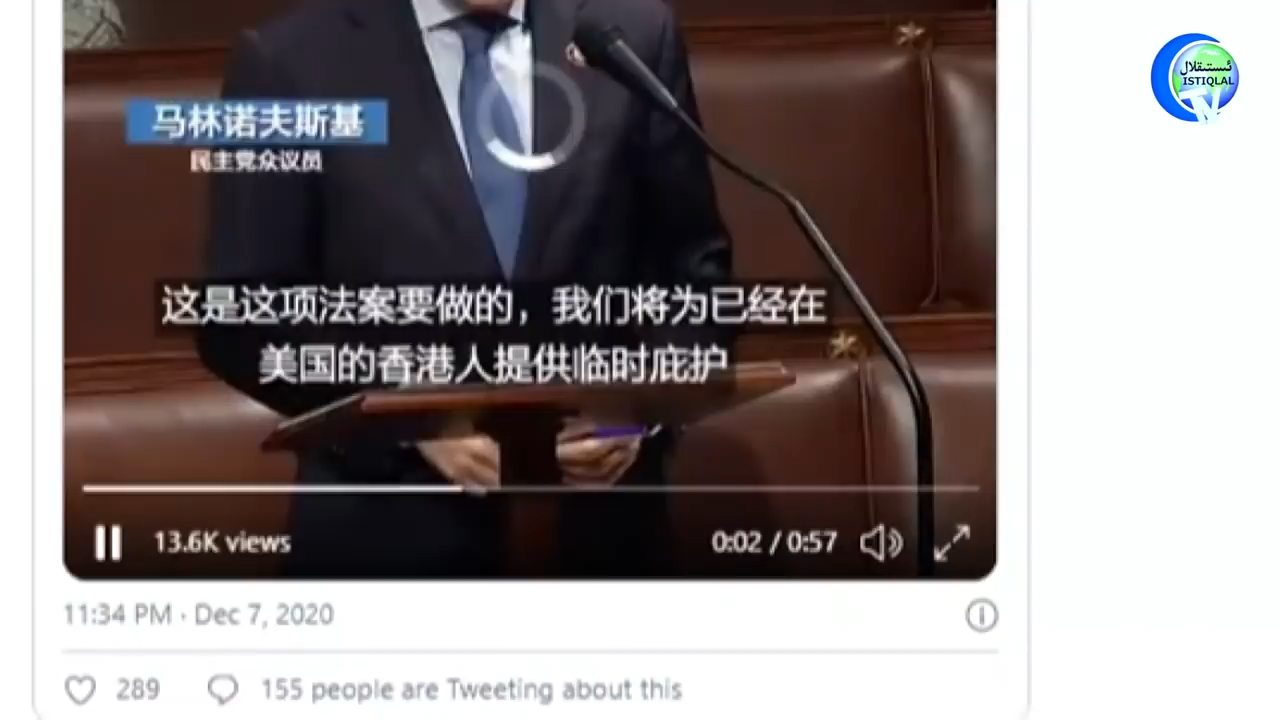 ئستىقلال
ISTIQLAL
TV
马林诺夫斯基
民主党众议员
这是这项法案要做的，我们将为已经在
美国的香港人提供临时庇护
13.6K views
0:02 / 0:57
11:34 PM · Dec 7, 2020
289
155 people are Tweeting about this